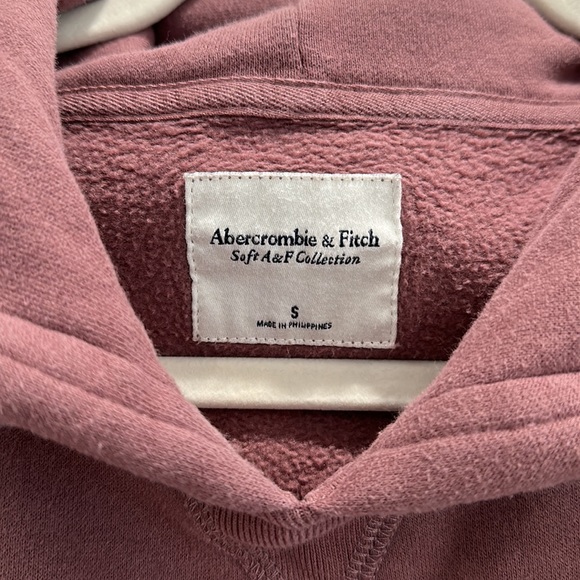 Abercrombie & Fitch
Soft A&F Collection
S
MADE IN PHILIPPINES